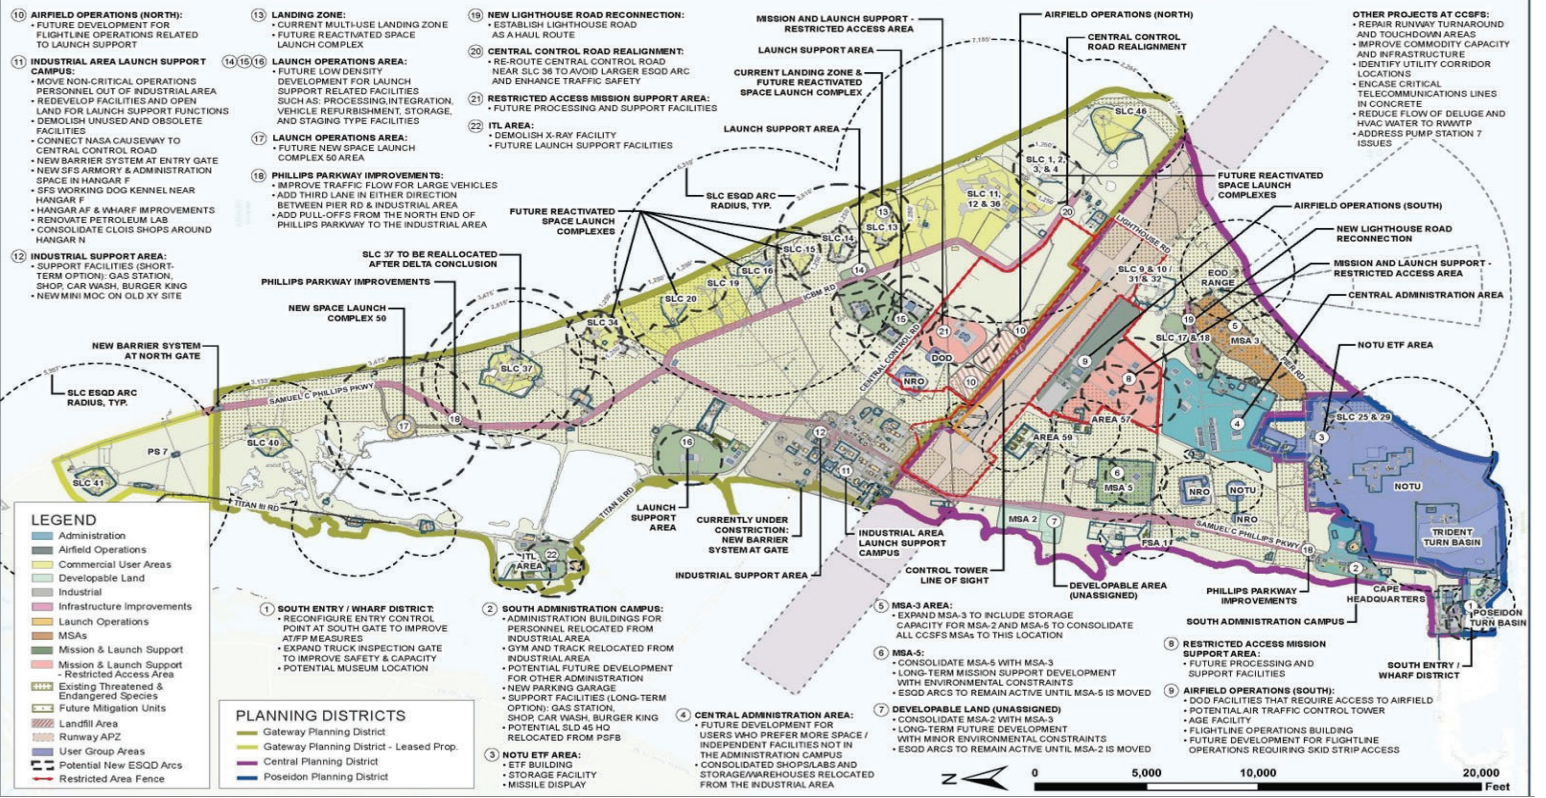 10 AIRFIELD OPERATIONS (NORTH):
• FUTURE DEVELOPMENT FOR
FLIGHTLINE OPERATIONS RELATED
TO LAUNCH SUPPORT
11 INDUSTRIAL AREA LAUNCH SUPPORT
CAMPUS:
• MOVE NON-CRITICAL OPERATIONS
PERSONNEL OUT OF INDUSTRIAL AREA
• REDEVELOP FACILITIES AND OPEN
LAND FOR LAUNCH SUPPORT FUNCTIONS
• DEMOLISH UNUSED AND OBSOLETE
FACILITIES
• CONNECT NASA CAUSEWAY TO
CENTRAL CONTROL ROAD
• NEW BARRIER SYSTEM AT ENTRY GATE
• NEW SFS ARMORY & ADMINISTRATION
SPACE IN HANGAR F
• SFS WORKING DOG KENNEL NEAR
HANGAR F
• HANGAR AF & WHARF IMPROVEMENTS
• RENOVATE PETROLEUM LAB
• CONSOLIDATE CLOIS SHOPS AROUND
HANGAR N
12 INDUSTRIAL SUPPORT AREA:
• SUPPORT FACILITIES (SHORT-
TERM OPTION): GAS STATION,
SHOP, CAR WASH, BURGER KING
• NEW MINI MOC ON OLD XY SITE
13 LANDING ZONE:
• CURRENT MULTI-USE LANDING ZONE
• FUTURE REACTIVATED SPACE
LAUNCH COMPLEX
14 15 16 LAUNCH OPERATIONS AREA:
• FUTURE LOW DENSITY
DEVELOPMENT FOR LAUNCH
SUPPORT RELATED FACILITIES
SUCH AS: PROCESSING,INTEGRATION,
VEHICLE REFURBISHMENT, STORAGE,
AND STAGING TYPE FACILITIES
17 LAUNCH OPERATIONS AREA:
• FUTURE NEW SPACE LAUNCH
COMPLEX 50 AREA
18 PHILLIPS PARKWAY IMPROVEMENTS:
• IMPROVE TRAFFIC FLOW FOR LARGE VEHICLES
• ADD THIRD LANE IN EITHER DIRECTION
BETWEEN PIER RD & INDUSTRIAL AREA
• ADD PULL-OFFS FROM THE NORTH END OF
PHILLIPS PARKWAY TO THE INDUSTRIAL AREA
19 NEW LIGHTHOUSE ROAD RECONNECTION:
• ESTABLISH LIGHTHOUSE ROAD
AS A HAUL ROUTE
20 CENTRAL CONTROL ROAD REALIGNMENT:
• RE-ROUTE CENTRAL CONTROL ROAD
NEAR SLC 36 TO AVOID LARGER ESQD ARC
AND ENHANCE TRAFFIC SAFETY
21 RESTRICTED ACCESS MISSION SUPPORT AREA:
• FUTURE PROCESSING AND SUPPORT FACILITIES
22 ITL AREA:
• DEMOLISH X-RAY FACILITY
• FUTURE LAUNCH SUPPORT FACILITIES
OTHER PROJECTS AT CCSFS:
• REPAIR RUNWAY TURNAROUND
AND TOUCHDOWN AREAS
• IMPROVE COMMODITY CAPACITY
AND INFRASTRUCTURE
• IDENTIFY UTILITY CORRIDOR
LOCATIONS
• ENCASE CRITICAL
TELECOMMUNICATIONS LINES
IN CONCRETE
• REDUCE FLOW OF DELUGE AND
HVAC WATER TO RWWTP
• ADDRESS PUMP STATION 7
ISSUES
MISSION AND LAUNCH SUPPORT -
RESTRICTED ACCESS AREA
LAUNCH SUPPORT AREA
CURRENT LANDING ZONE &
FUTURE REACTIVATED
SPACE LAUNCH COMPLEX
LAUNCH SUPPORT AREA
AIRFIELD OPERATIONS (NORTH)
CENTRAL CONTROL
ROAD REALIGNMENT
7,195'
SLC ESQD ARC
RADIUS, TYP.
FUTURE REACTIVATED
SPACE LAUNCH
COMPLEXES
FUTURE REACTIVATED
SPACE LAUNCH
COMPLEXES
AIRFIELD OPERATIONS (SOUTH)
NEW LIGHTHOUSE ROAD
RECONNECTION
MISSION AND LAUNCH SUPPORT -
RESTRICTED ACCESS AREA
CENTRAL ADMINISTRATION AREA
NOTU ETF AREA
SLC 37 TO BE REALLOCATED
AFTER DELTA CONCLUSION
PHILLIPS PARKWAY IMPROVEMENTS
NEW SPACE LAUNCH
COMPLEX 50
NEW BARRIER SYSTEM
AT NORTH GATE
SLC ESQD ARC
RADIUS, TYP.
SLC 46
SLC 1, 2,
3, & 4
SLC 11,
12 & 36
13
SLC 13
SLC 14
SLC 15
SLC 16
SLC 19
SLC 20
SLC 34
SLC 37
14
15
20
21
DOD
NRO
10
10
ICBM RD
CENTRAL CONTROL RD
LIGHTHOUSE RD
SLC 9 & 10 /
31 & 32
EOD
RANGE
19
SLC 17 & 18
5
MSA 3
PIER RD
9
8
4
AREA 57
AREA 59
SLC 25 & 29
3
NOTU
TRIDENT
TURN BASIN
6
MSA 5
NRO
NOTU
NRO
MSA 2
7
FSA 1
SAMUEL C PHILLIPS PKWY
SAMUEL C PHILLIPS PKWY
18
18
17
SLC 40
PS 7
SLC 41
TITAN III RD
TITAN III RD
16
12
11
ITL
AREA
22
2
1
CAPE
HEADQUARTERS
POSEIDON
TURN BASIN
LAUNCH
SUPPORT
AREA
CURRENTLY UNDER
CONSTRICTION:
NEW BARRIER
SYSTEM AT GATE
INDUSTRIAL SUPPORT AREA
INDUSTRIAL AREA
LAUNCH SUPPORT
CAMPUS
CONTROL TOWER
LINE OF SIGHT
DEVELOPABLE AREA
(UNASSIGNED)
PHILLIPS PARKWAY
IMPROVEMENTS
SOUTH ADMINISTRATION CAMPUS
SOUTH ENTRY /
WHARF DISTRICT
LEGEND
Administration
Airfield Operations
Commercial User Areas
Developable Land
Industrial
Infrastructure Improvements
Launch Operations
MSAs
Mission & Launch Support
Mission & Launch Support
- Restricted Access Area
Existing Threatened &
Endangered Species
Future Mitigation Units
Landfill Area
Runway APZ
User Group Areas
Potential New ESQD Arcs
Restricted Area Fence
PLANNING DISTRICTS
Gateway Planning District
Gateway Planning District - Leased Prop.
Central Planning District
Poseidon Planning District
1 SOUTH ENTRY / WHARF DISTRICT:
• RECONFIGURE ENTRY CONTROL
POINT AT SOUTH GATE TO IMPROVE
AT/FP MEASURES
• EXPAND TRUCK INSPECTION GATE
TO IMPROVE SAFETY & CAPACITY
• POTENTIAL MUSEUM LOCATION
2 SOUTH ADMINISTRATION CAMPUS:
• ADMINISTRATION BUILDINGS FOR
PERSONNEL RELOCATED FROM
INDUSTRIAL AREA
• GYM AND TRACK RELOCATED FROM
INDUSTRIAL AREA
• POTENTIAL FUTURE DEVELOPMENT
FOR OTHER ADMINISTRATION
• NEW PARKING GARAGE
• SUPPORT FACILITIES (LONG-TERM
OPTION): GAS STATION,
SHOP, CAR WASH, BURGER KING
• POTENTIAL SLD 45 HQ
RELOCATED FROM PSFB
3 NOTU ETF AREA:
• ETF BUILDING
• STORAGE FACILITY
• MISSILE DISPLAY
4 CENTRAL ADMINISTRATION AREA:
• FUTURE DEVELOPMENT FOR
USERS WHO PREFER MORE SPACE /
INDEPENDENT FACILITIES NOT IN
THE ADMINISTRATION CAMPUS
• CONSOLIDATED SHOPS/LABS AND
STORAGE/WAREHOUSES RELOCATED
FROM THE INDUSTRIAL AREA
5 MSA-3 AREA:
• EXPAND MSA-3 TO INCLUDE STORAGE
CAPACITY FOR MSA-2 AND MSA-5 TO CONSOLIDATE
ALL CCSFS MSAs TO THIS LOCATION
6 MSA-5:
• CONSOLIDATE MSA-5 WITH MSA-3
• LONG-TERM MISSION SUPPORT DEVELOPMENT
WITH ENVIRONMENTAL CONSTRAINTS
• ESQD ARCS TO REMAIN ACTIVE UNTIL MSA-5 IS MOVED
7 DEVELOPABLE LAND (UNASSIGNED)
• CONSOLIDATE MSA-2 WITH MSA-3
• LONG-TERM FUTURE DEVELOPMENT
WITH MINOR ENVIRONMENTAL CONSTRAINTS
• ESQD ARCS TO REMAIN ACTIVE UNTIL MSA-2 IS MOVED
8 RESTRICTED ACCESS MISSION
SUPPORT AREA:
• FUTURE PROCESSING AND
SUPPORT FACILITIES
9 AIRFIELD OPERATIONS (SOUTH):
• DOD FACILITIES THAT REQUIRE ACCESS TO AIRFIELD
• POTENTIAL AIR TRAFFIC CONTROL TOWER
• AGE FACILITY
• FLIGHTLINE OPERATIONS BUILDING
• FUTURE DEVELOPMENT FOR FLIGHTLINE
OPERATIONS REQUIRING SKID STRIP ACCESS
N
0 5,000 10,000 20,000
Feet